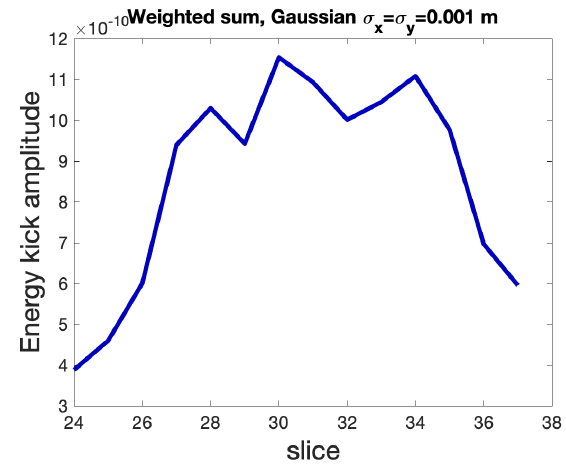 ×10⁻¹⁰ Weighted sum, Gaussian σx=σy=0.001 m
12
11
10
9
8
7
6
5
4
3
Energy kick amplitude
24 26 28 30 32 34 36 38
slice